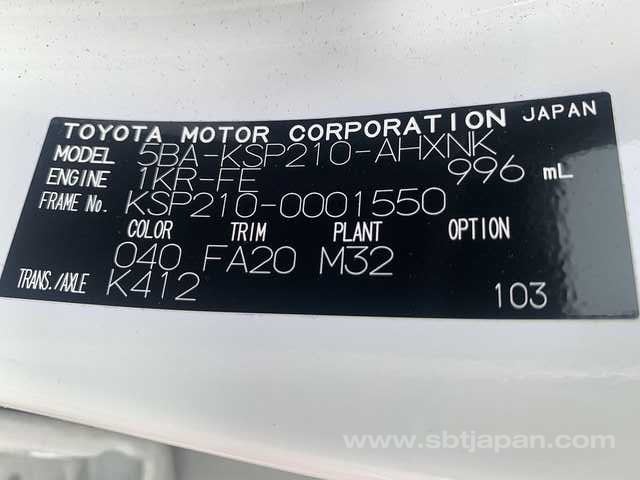 TOYOTA MOTOR CORPORATION JAPAN
MODEL 5BA-KSP210-AHXNK
ENGINE 1KR-FE 996 mL
FRAME No. KSP210-0001550
COLOR TRIM PLANT OPTION
040 FA20 M32
TRANS./AXLE K412 103
www.sbtjapan.com